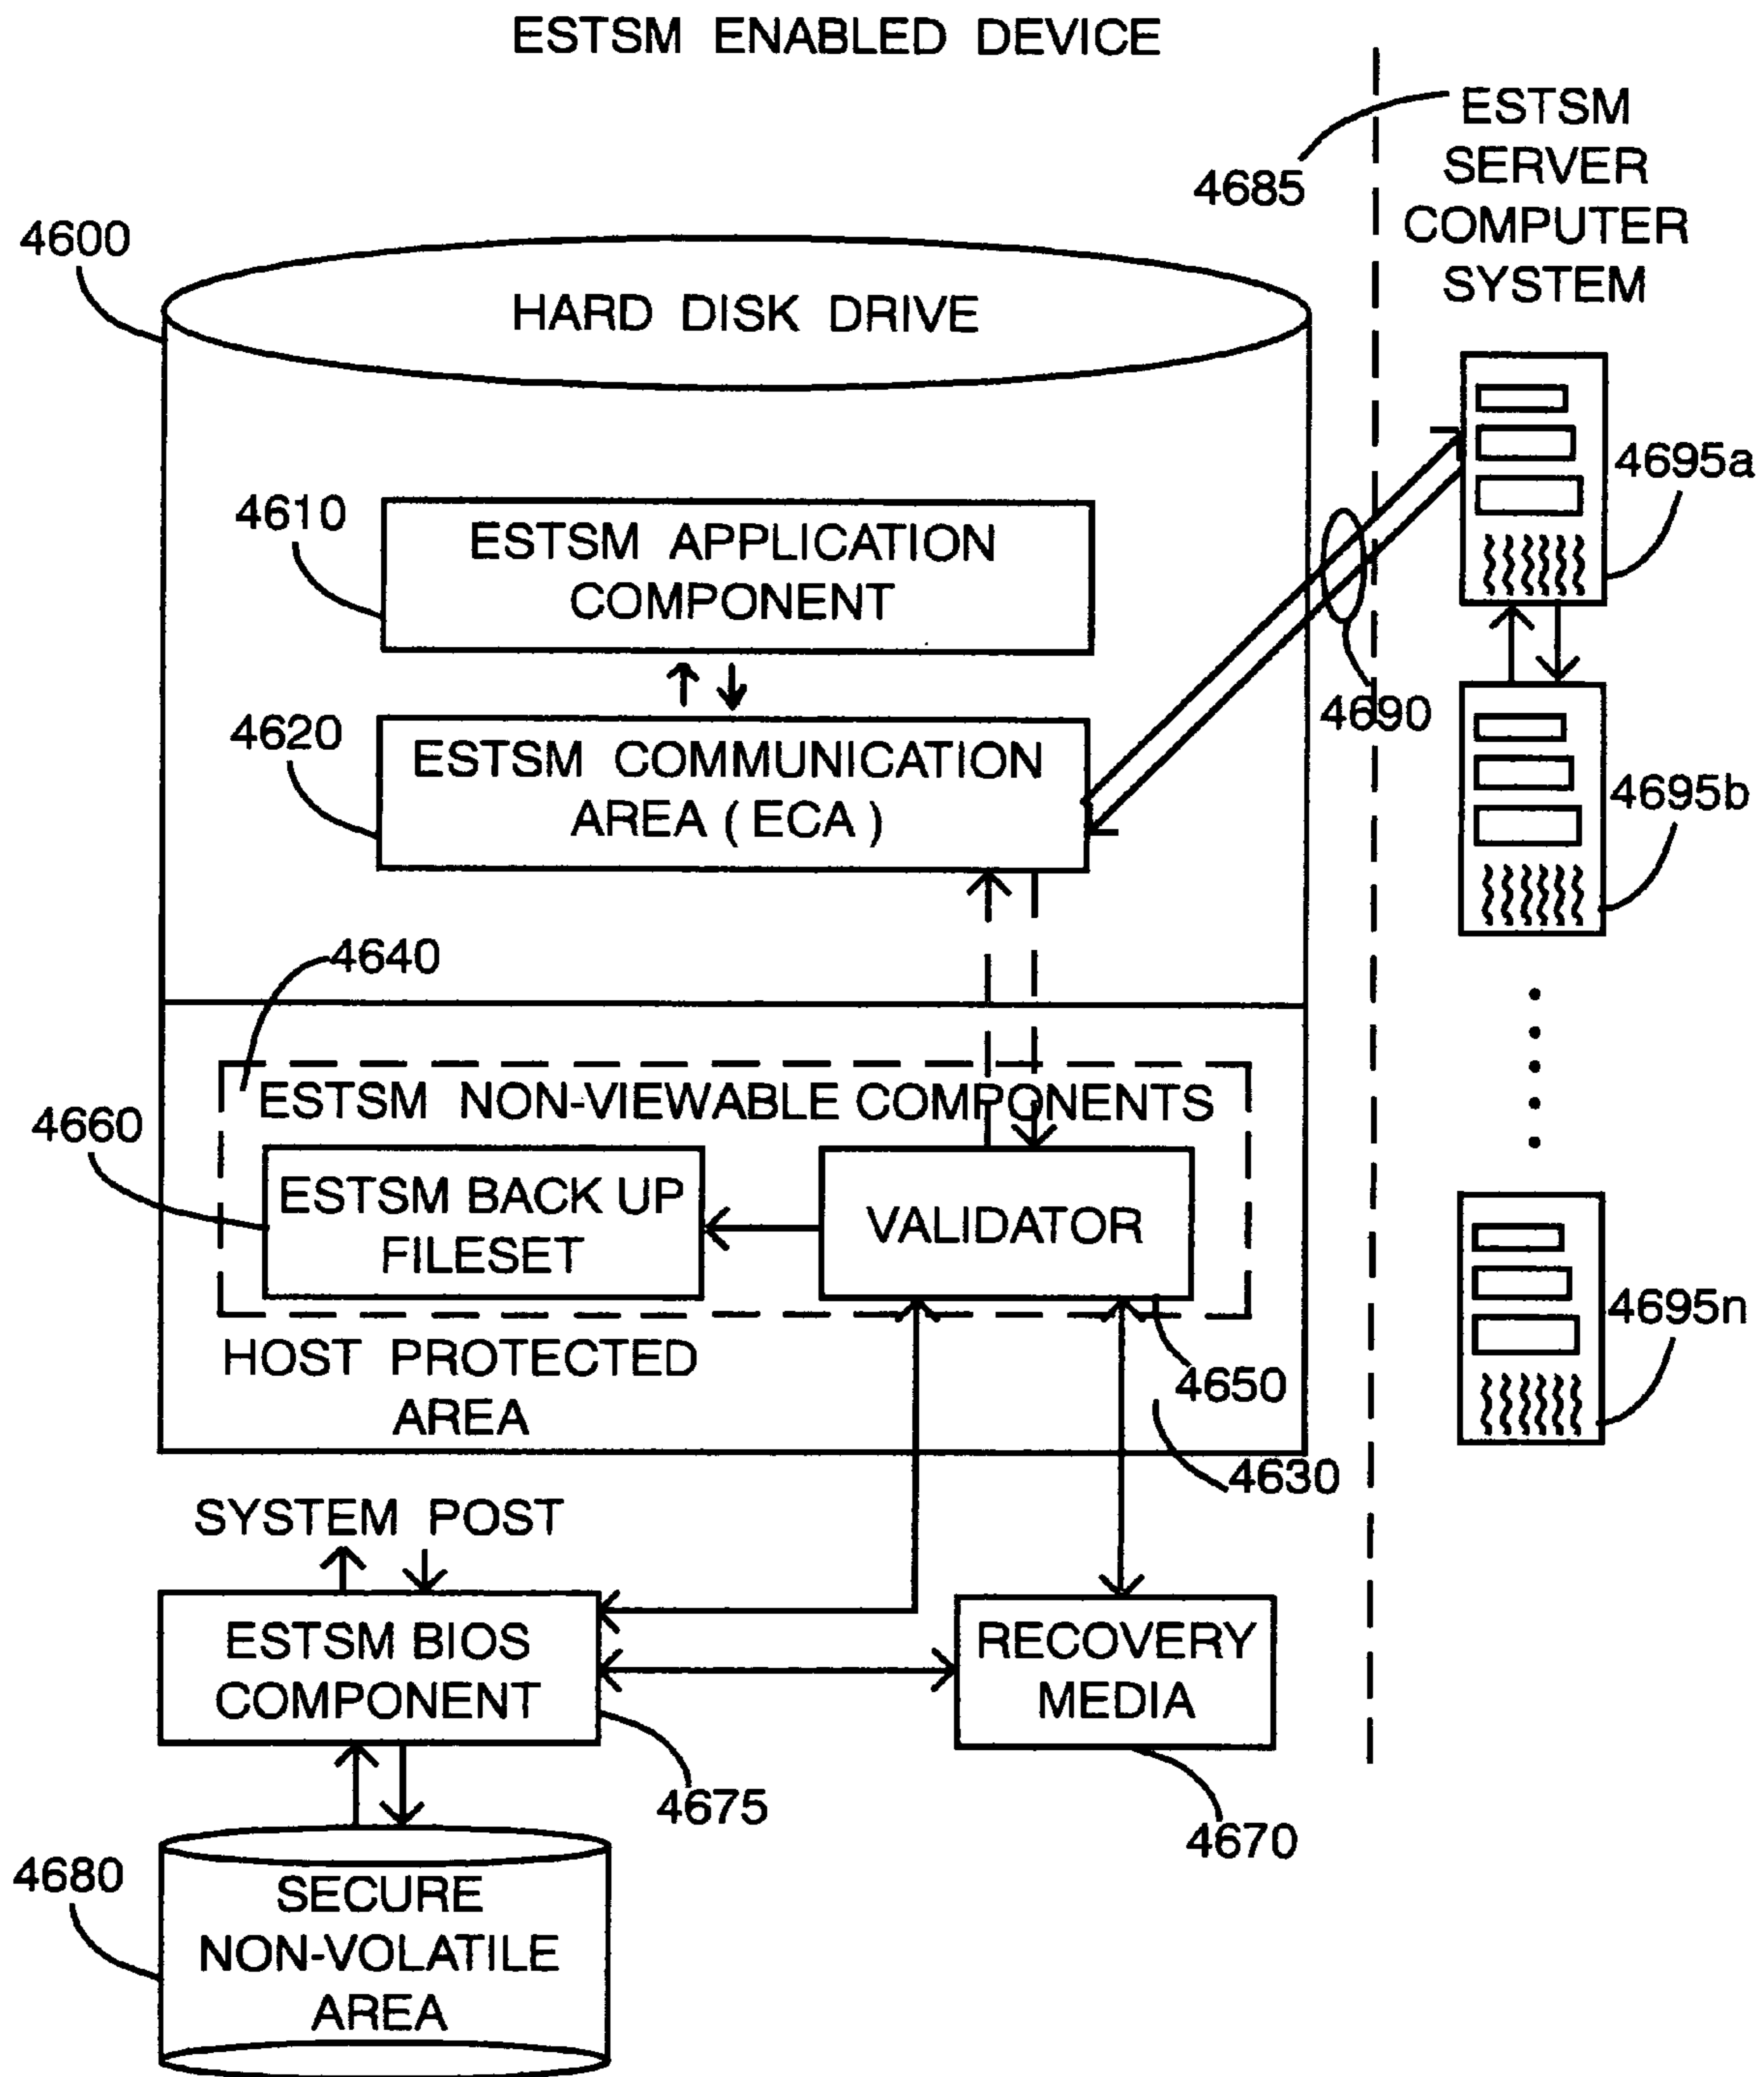 ESTSM ENABLED DEVICE
4685
ESTSM
SERVER
COMPUTER
SYSTEM
4600
HARD DISK DRIVE
4695a
4610
ESTSM APPLICATION
COMPONENT
4690
4620
ESTSM COMMUNICATION
AREA ( ECA )
4695b
4640
ESTSM NON-VIEWABLE COMPONENTS
4660
ESTSM BACK UP
FILESET
VALIDATOR
4695n
HOST PROTECTED
AREA
4650
4630
SYSTEM POST
ESTSM BIOS
COMPONENT
RECOVERY
MEDIA
4675
4670
4680
SECURE
NON-VOLATILE
AREA